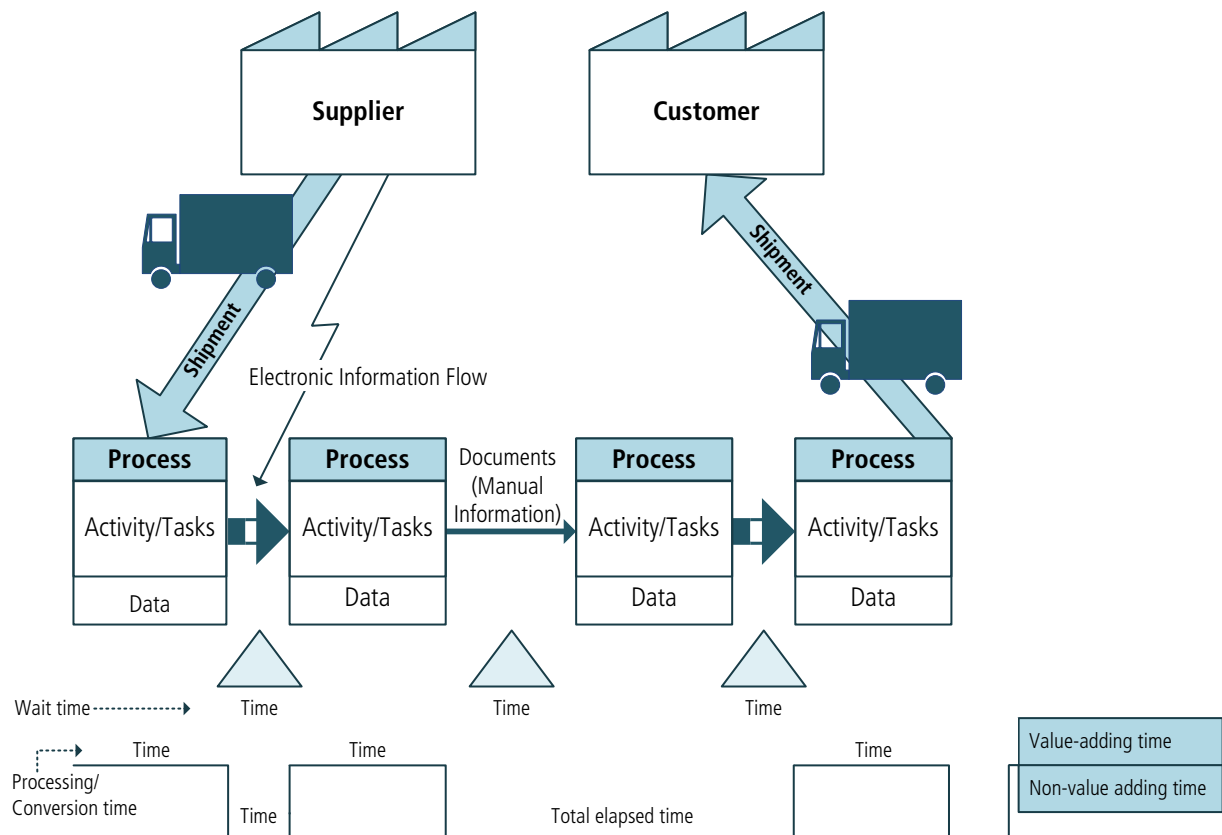 Supplier
Customer
Shipment
Shipment
Electronic Information Flow
Process
Process
Documents
(Manual
Information)
Process
Process
Activity/Tasks
Activity/Tasks
Activity/Tasks
Activity/Tasks
Data
Data
Data
Data
Wait time
Time
Time
Time
Time
Time
Time
Value-adding time
Processing/
Conversion time
Time
Total elapsed time
Non-value adding time